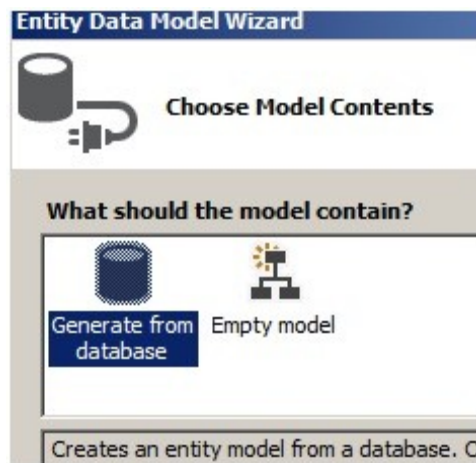 Entity Data Model Wizard
Choose Model Contents
What should the model contain?
Generate from Empty model
database
Creates an entity model from a database.